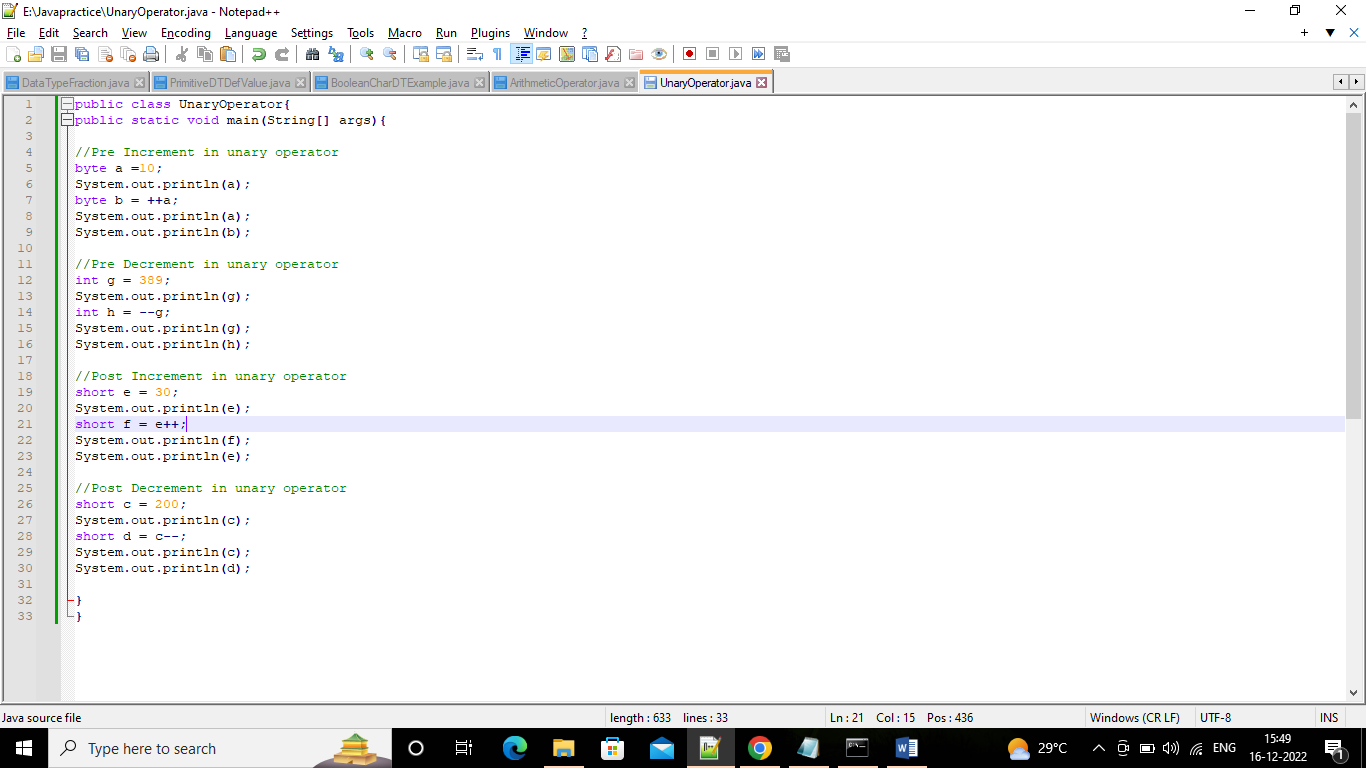 E:\Javapractice\UnaryOperator.java - Notepad++
File Edit Search View Encoding Language Settings Tools Macro Run Plugins Window ?
DataTypeFraction.java PrimitiveDTDefValue.java BooleanCharDTExample.java ArithmeticOperator.java UnaryOperator.java
1 public class UnaryOperator{
2 public static void main(String[] args){
3
4 //Pre Increment in unary operator
5 byte a =10;
6 System.out.println(a);
7 byte b = ++a;
8 System.out.println(a);
9 System.out.println(b);
10
11 //Pre Decrement in unary operator
12 int g = 389;
13 System.out.println(g);
14 int h = --g;
15 System.out.println(g);
16 System.out.println(h);
17
18 //Post Increment in unary operator
19 short e = 30;
20 System.out.println(e);
21 short f = e++;
22 System.out.println(f);
23 System.out.println(e);
24
25 //Post Decrement in unary operator
26 short c = 200;
27 System.out.println(c);
28 short d = c--;
29 System.out.println(c);
30 System.out.println(d);
31
32 }
33 }
Java source file length : 633 lines : 33 Ln : 21 Col : 15 Pos : 436 Windows (CR LF) UTF-8 INS
Type here to search 29°C ENG 15:49
16-12-2022 1